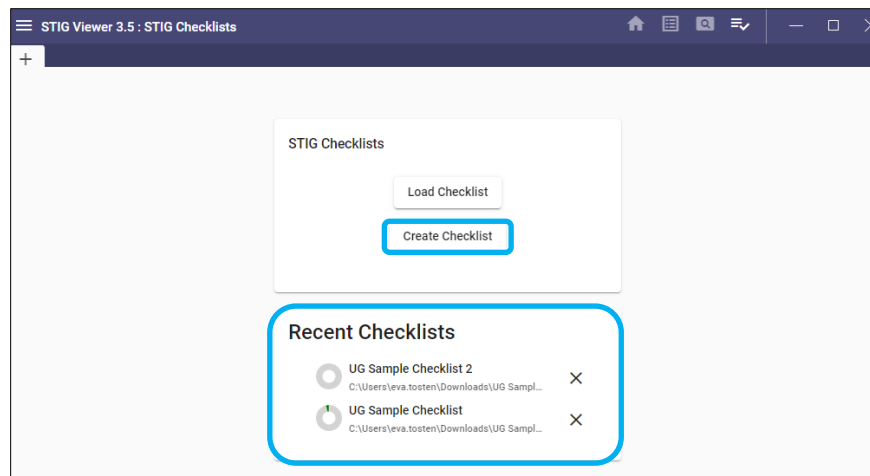 STIG Viewer 3.5 : STIG Checklists
STIG Checklists
Load Checklist
Create Checklist
Recent Checklists
UG Sample Checklist 2
C:\Users\eva.tosten\Downloads\UG Sampl...
UG Sample Checklist
C:\Users\eva.tosten\Downloads\UG Sampl...